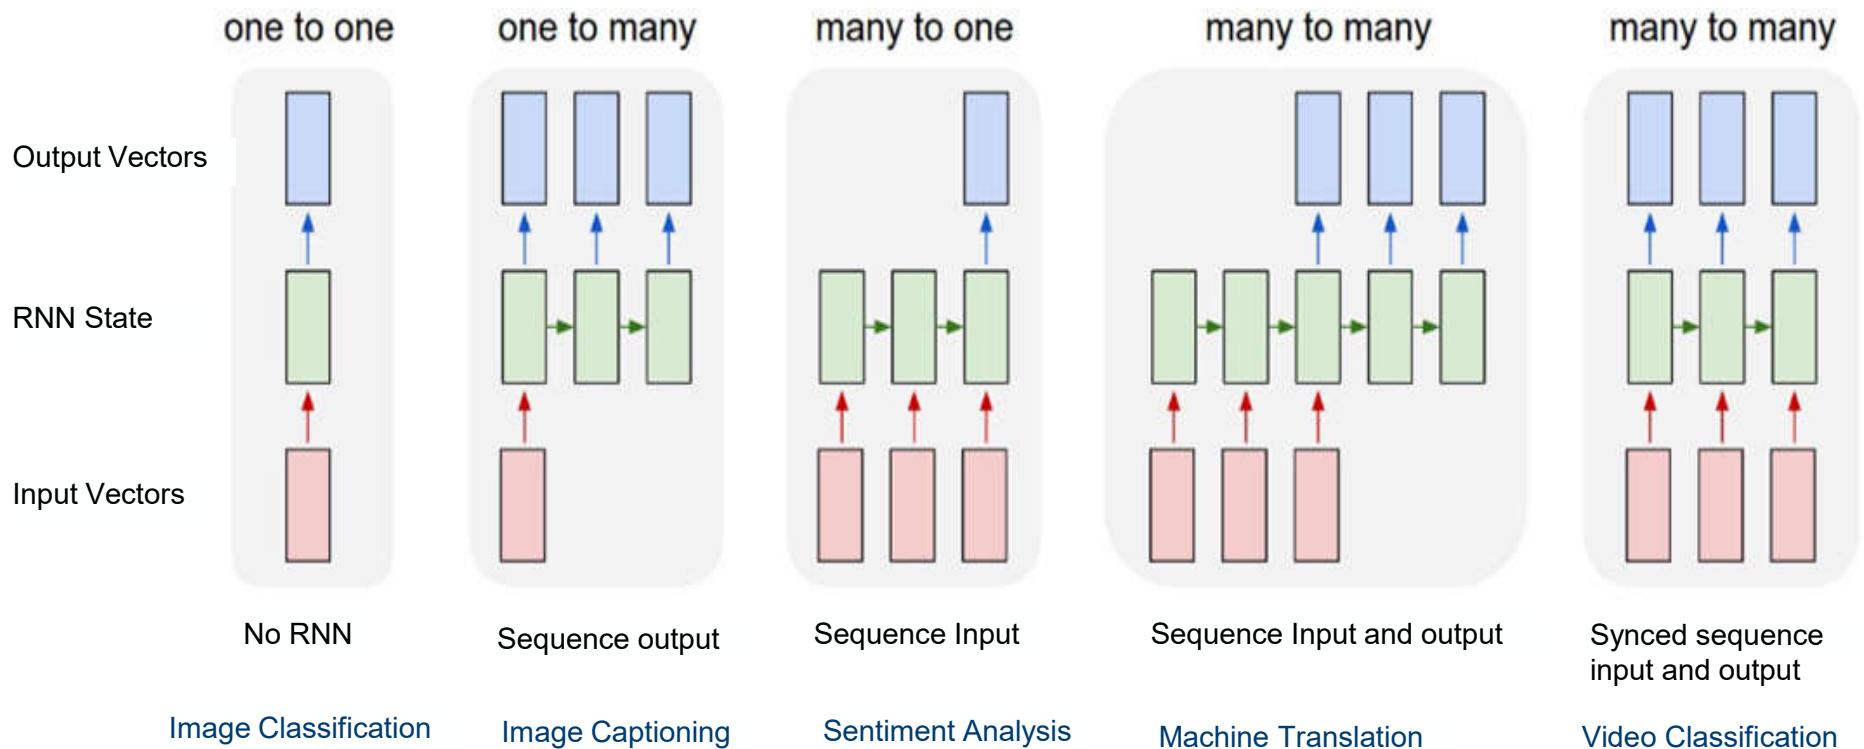 one to one
one to many
many to one
many to many
many to many
Output Vectors
RNN State
Input Vectors
No RNN
Sequence output
Sequence Input
Sequence Input and output
Synced sequence
input and output
Image Classification
Image Captioning
Sentiment Analysis
Machine Translation
Video Classification